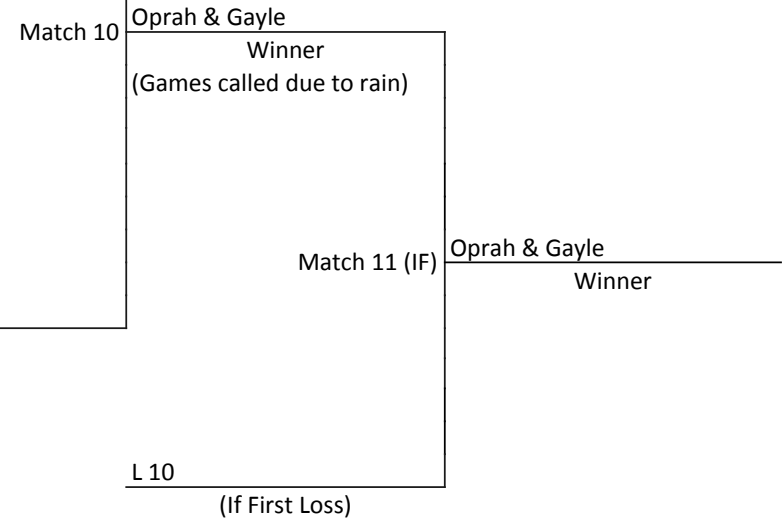 Oprah & Gayle
Match 10
Winner
(Games called due to rain)
Oprah & Gayle
Match 11 (IF)
Winner
L 10
(If First Loss)